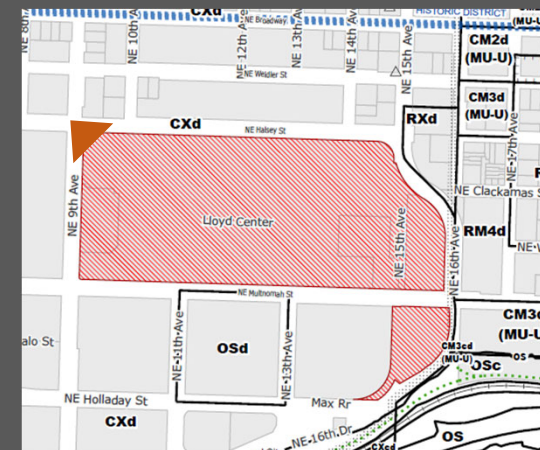 CXd
HISTORIC DISTRICT
NE Broadway
(MU-U)
NE 10th Ave
NE 12th Ave
NE 13th Ave
NE 14th Ave
NE 15th Ave
CM2d
(MU-U)
NE Weidler St
CM3d
(MU-U)
RXd
CXd
NE Halsey St
NE 17th Ave
NE Clackamas S
NE 9th Ave
Lloyd Center
NE 15th Ave
NE 16th Ave
RM4d
NE Multnomah St
CM3d
(MU-U)
NE 11th Ave
NE 13th Ave
OSd
alo St
CM3cd
(MU-U)
OS
OSc
NE Holladay St
Max Rr
CXd
NE 16th Dr
OS
CXcd